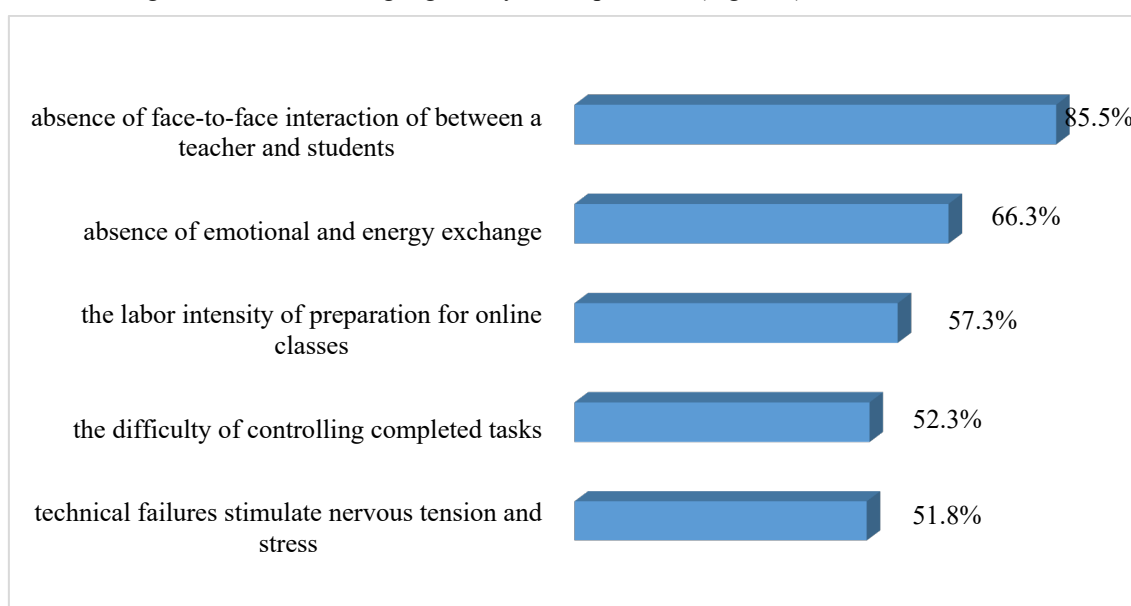 absence of face-to-face interaction of between a
teacher and students
85.5%
absence of emotional and energy exchange
66.3%
the labor intensity of preparation for online
classes
57.3%
the difficulty of controlling completed tasks
52.3%
technical failures stimulate nervous tension and
stress
51.8%